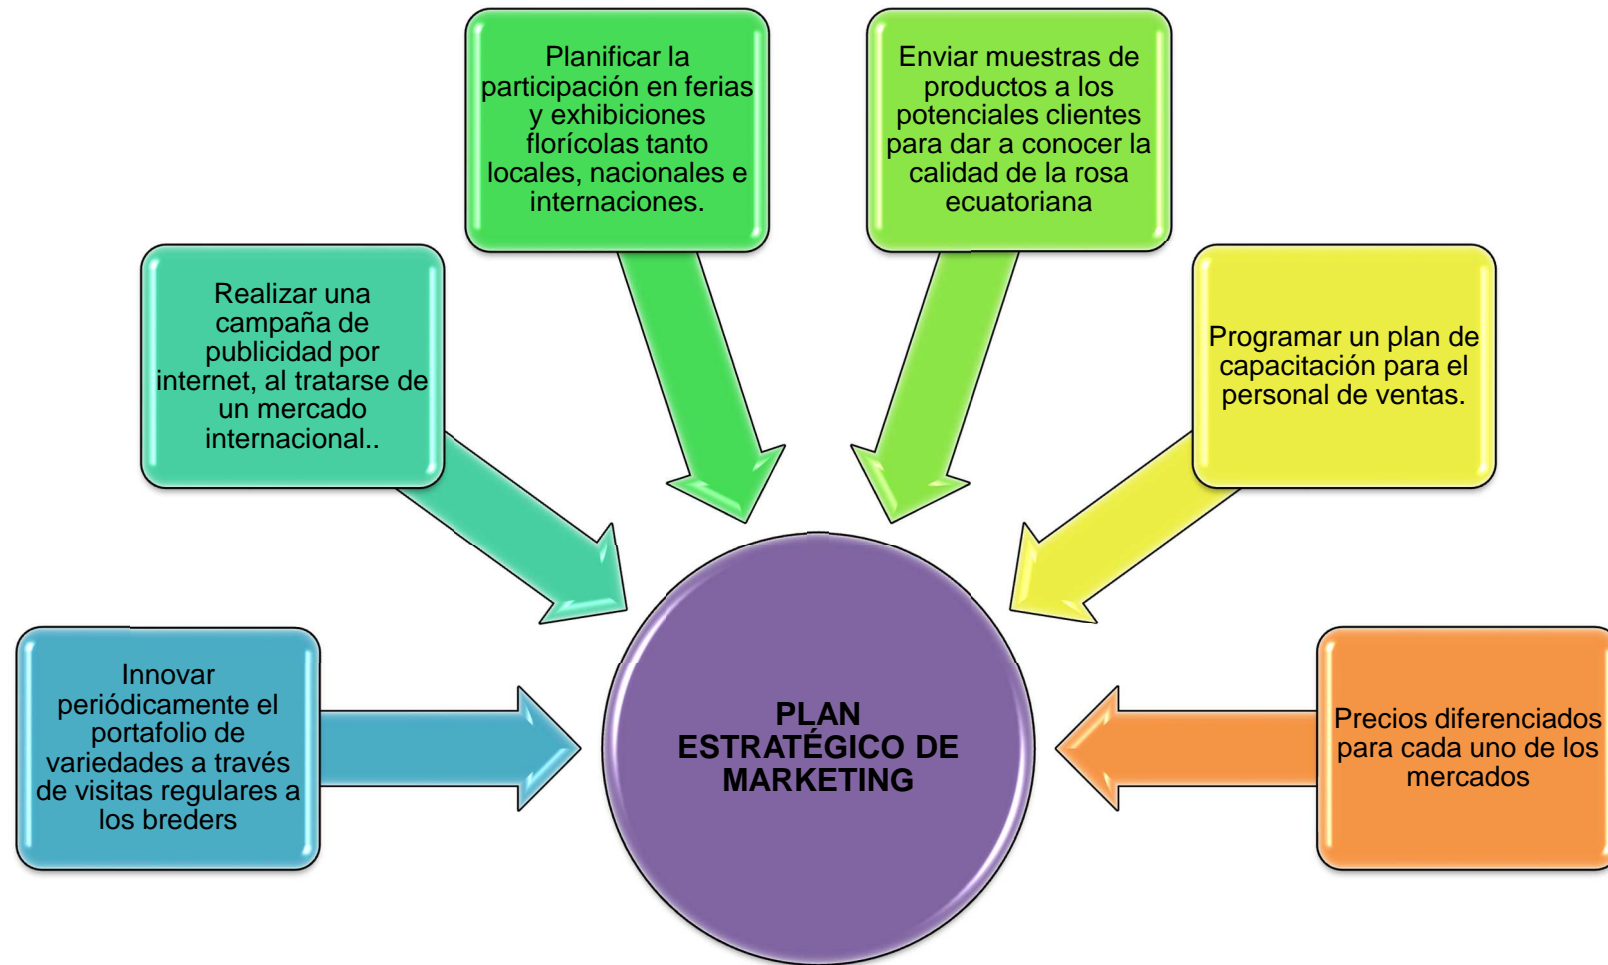 Planificar la
participación en ferias
y exhibiciones
florícolas tanto
locales, nacionales e
internaciones.
Enviar muestras de
productos a los
potenciales clientes
para dar a conocer la
calidad de la rosa
ecuatoriana
Realizar una
campaña de
publicidad por
internet, al tratarse de
un mercado
internacional..
Programar un plan de
capacitación para el
personal de ventas.
Innovar
periódicamente el
portafolio de
variedades a través
de visitas regulares a
los breders
PLAN
ESTRATÉGICO DE
MARKETING
Precios diferenciados
para cada uno de los
mercados